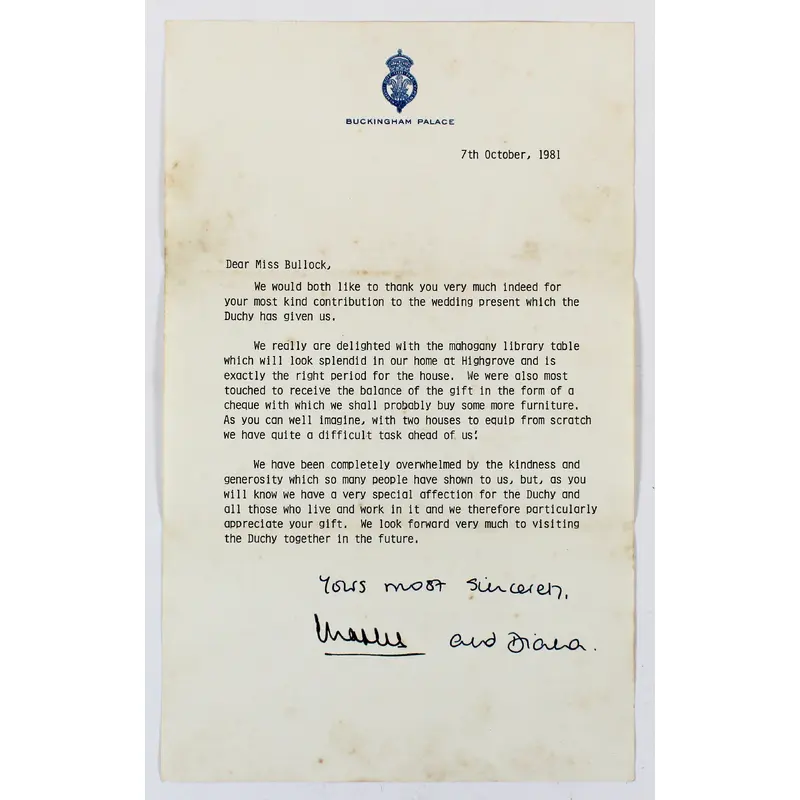 BUCKINGHAM PALACE
7th October, 1981
Dear Miss Bullock,
We would both like to thank you very much indeed for
your most kind contribution to the wedding present which the
Duchy has given us.
We really are delighted with the mahogany library table
which will look splendid in our home at Highgrove and is
exactly the right period for the house. We were also most
touched to receive the balance of the gift in the form of a
cheque with which we shall probably buy some more furniture.
As you can well imagine, with two houses to equip from scratch
we have quite a difficult task ahead of us!
We have been completely overwhelmed by the kindness and
generosity which so many people have shown to us, but, as you
will know we have a very special affection for the Duchy and
all those who live and work in it and we therefore particularly
appreciate your gift. We look forward very much to visiting
the Duchy together in the future.
Yours most sincerely,
Charles and Diana.